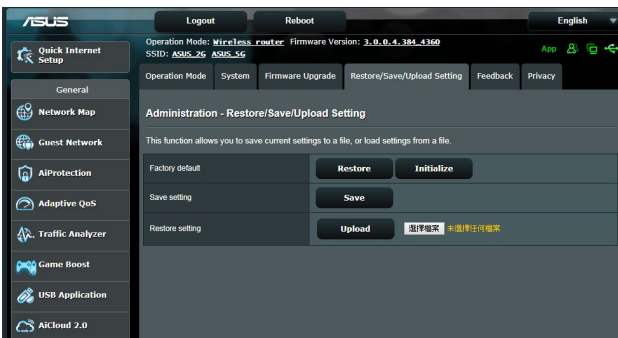 ASUS Logout Reboot English
Quick Internet Setup
Operation Mode: Wireless router Firmware Version: 3.0.0.4.384_4360
SSID: ASUS_2G ASUS_5G
App
Operation Mode System Firmware Upgrade Restore/Save/Upload Setting Feedback Privacy
General
Network Map
Guest Network
AiProtection
Adaptive QoS
Traffic Analyzer
Game Boost
USB Application
AiCloud 2.0
Administration - Restore/Save/Upload Setting
This function allows you to save current settings to a file, or load settings from a file.
Factory default Restore Initialize
Save setting Save
Restore setting Upload 選擇檔案 未選擇任何檔案